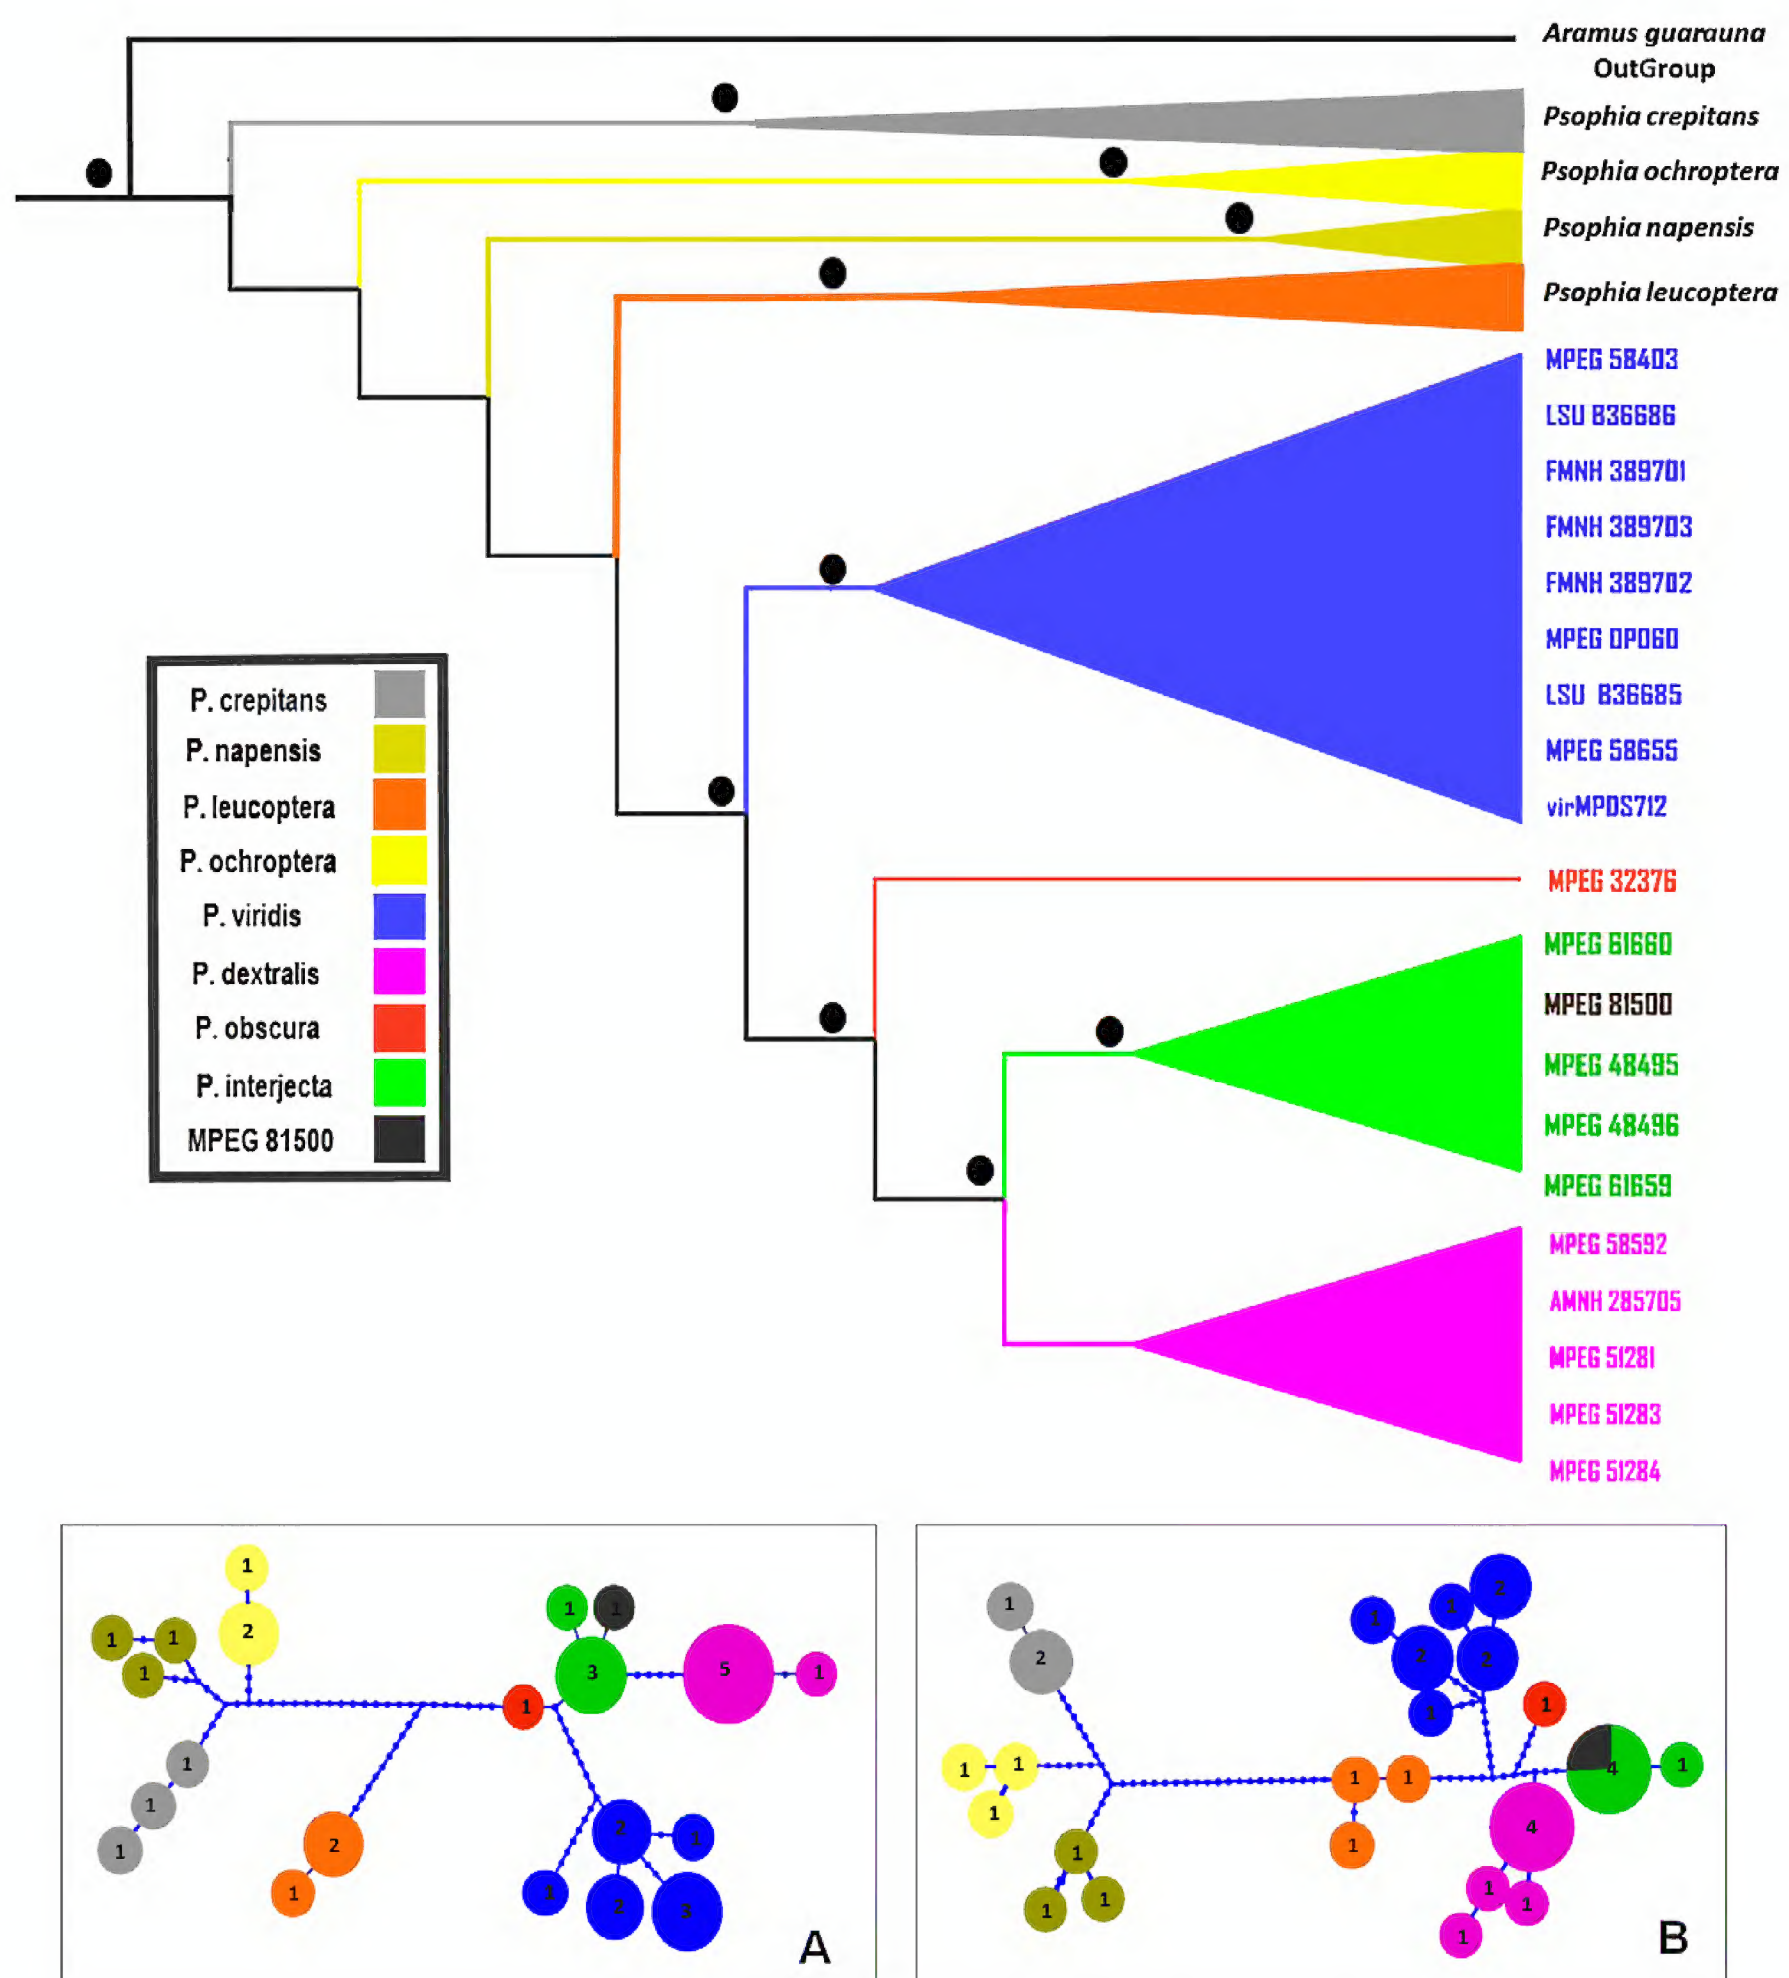 Aramus guarauna
OutGroup
Psophia crepitans
Psophia ochroptera
Psophia napensis
Psophia leucoptera
MPEG 58403
LSU B36686
FMNH 389701
FMNH 389703
FMNH 389702
MPEG OP060
LSU B36685
MPEG 58655
virMPDS712
MPEG 32376
MPEG 61660
MPEG 81500
MPEG 48495
MPEG 48496
MPEG 61659
MPEG 58592
AMNH 285705
MPEG 51281
MPEG 51283
MPEG 51284
P. crepitans
P. napensis
P. leucoptera
P. ochroptera
P. viridis
P. dextralis
P. obscura
P. interjecta
MPEG 81500
1
2
1
1
1
1
1
1
2
1
1
1
1
3
5
1
2
1
1
2
3
A
1
2
1
1
1
1
1
1
1
1
1
1
1
2
2
2
1
1
4
1
4
1
1
1
B